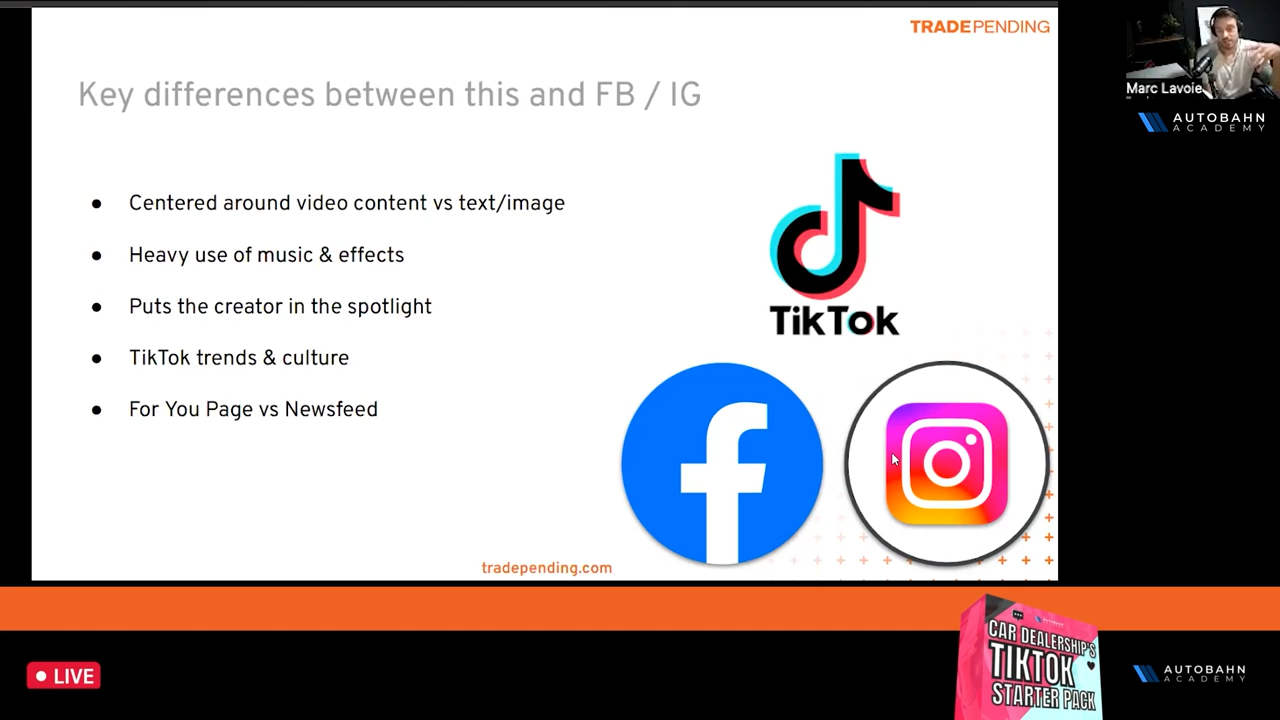 TRADEPENDING
Key differences between this and FB / IG
Centered around video content vs text/image
Heavy use of music & effects
Puts the creator in the spotlight
TikTok trends & culture
For You Page vs Newsfeed
TikTok
tradepending.com
Marc Lavoie
AUTOBAHN
ACADEMY
LIVE
AUTOBAHN
ACADEMY
CAR DEALERSHIP'S
TIKTOK
STARTER PACK
AUTOBAHN
ACADEMY